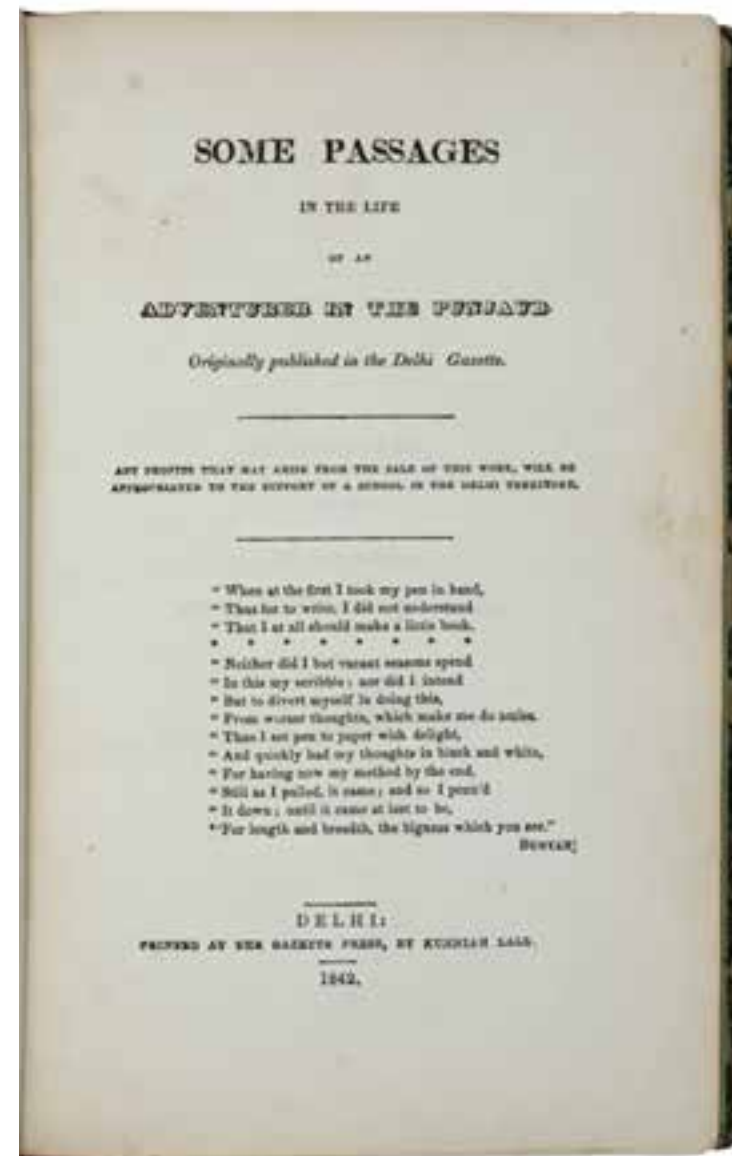 SOME PASSAGES
IN THE LIFE
OF AN
ADVENTURER IN THE PUNJAUB
Originally published in the Delhi Gazette.
ANY PROFITS THAT MAY ARISE FROM THE SALE OF THIS WORK, WILL BE
APPROPRIATED TO THE SUPPORT OF A SCHOOL IN THE DELHI TERRITORY.
" When at the first I took my pen in hand,
" Thus for to write, I did not understand
" That I at all should make a little book.
* * * * * * * *
" Neither did I but vacant seasons spend
" In this my scribble; nor did I intend
" But to divert myself in doing this,
" From worser thoughts, which make me do amiss.
" Thus I set pen to paper with delight,
" And quickly had my thoughts in black and white,
" For having now my method by the end,
" Still as I pulled, it came; and so I penn'd
" It down; until it came at last to be,
" For length and breadth, the bigness which you see."
BUNYAN;
DELHI:
PRINTED AT THE GAZETTE PRESS, BY KUNNIAH LALL.
1842.